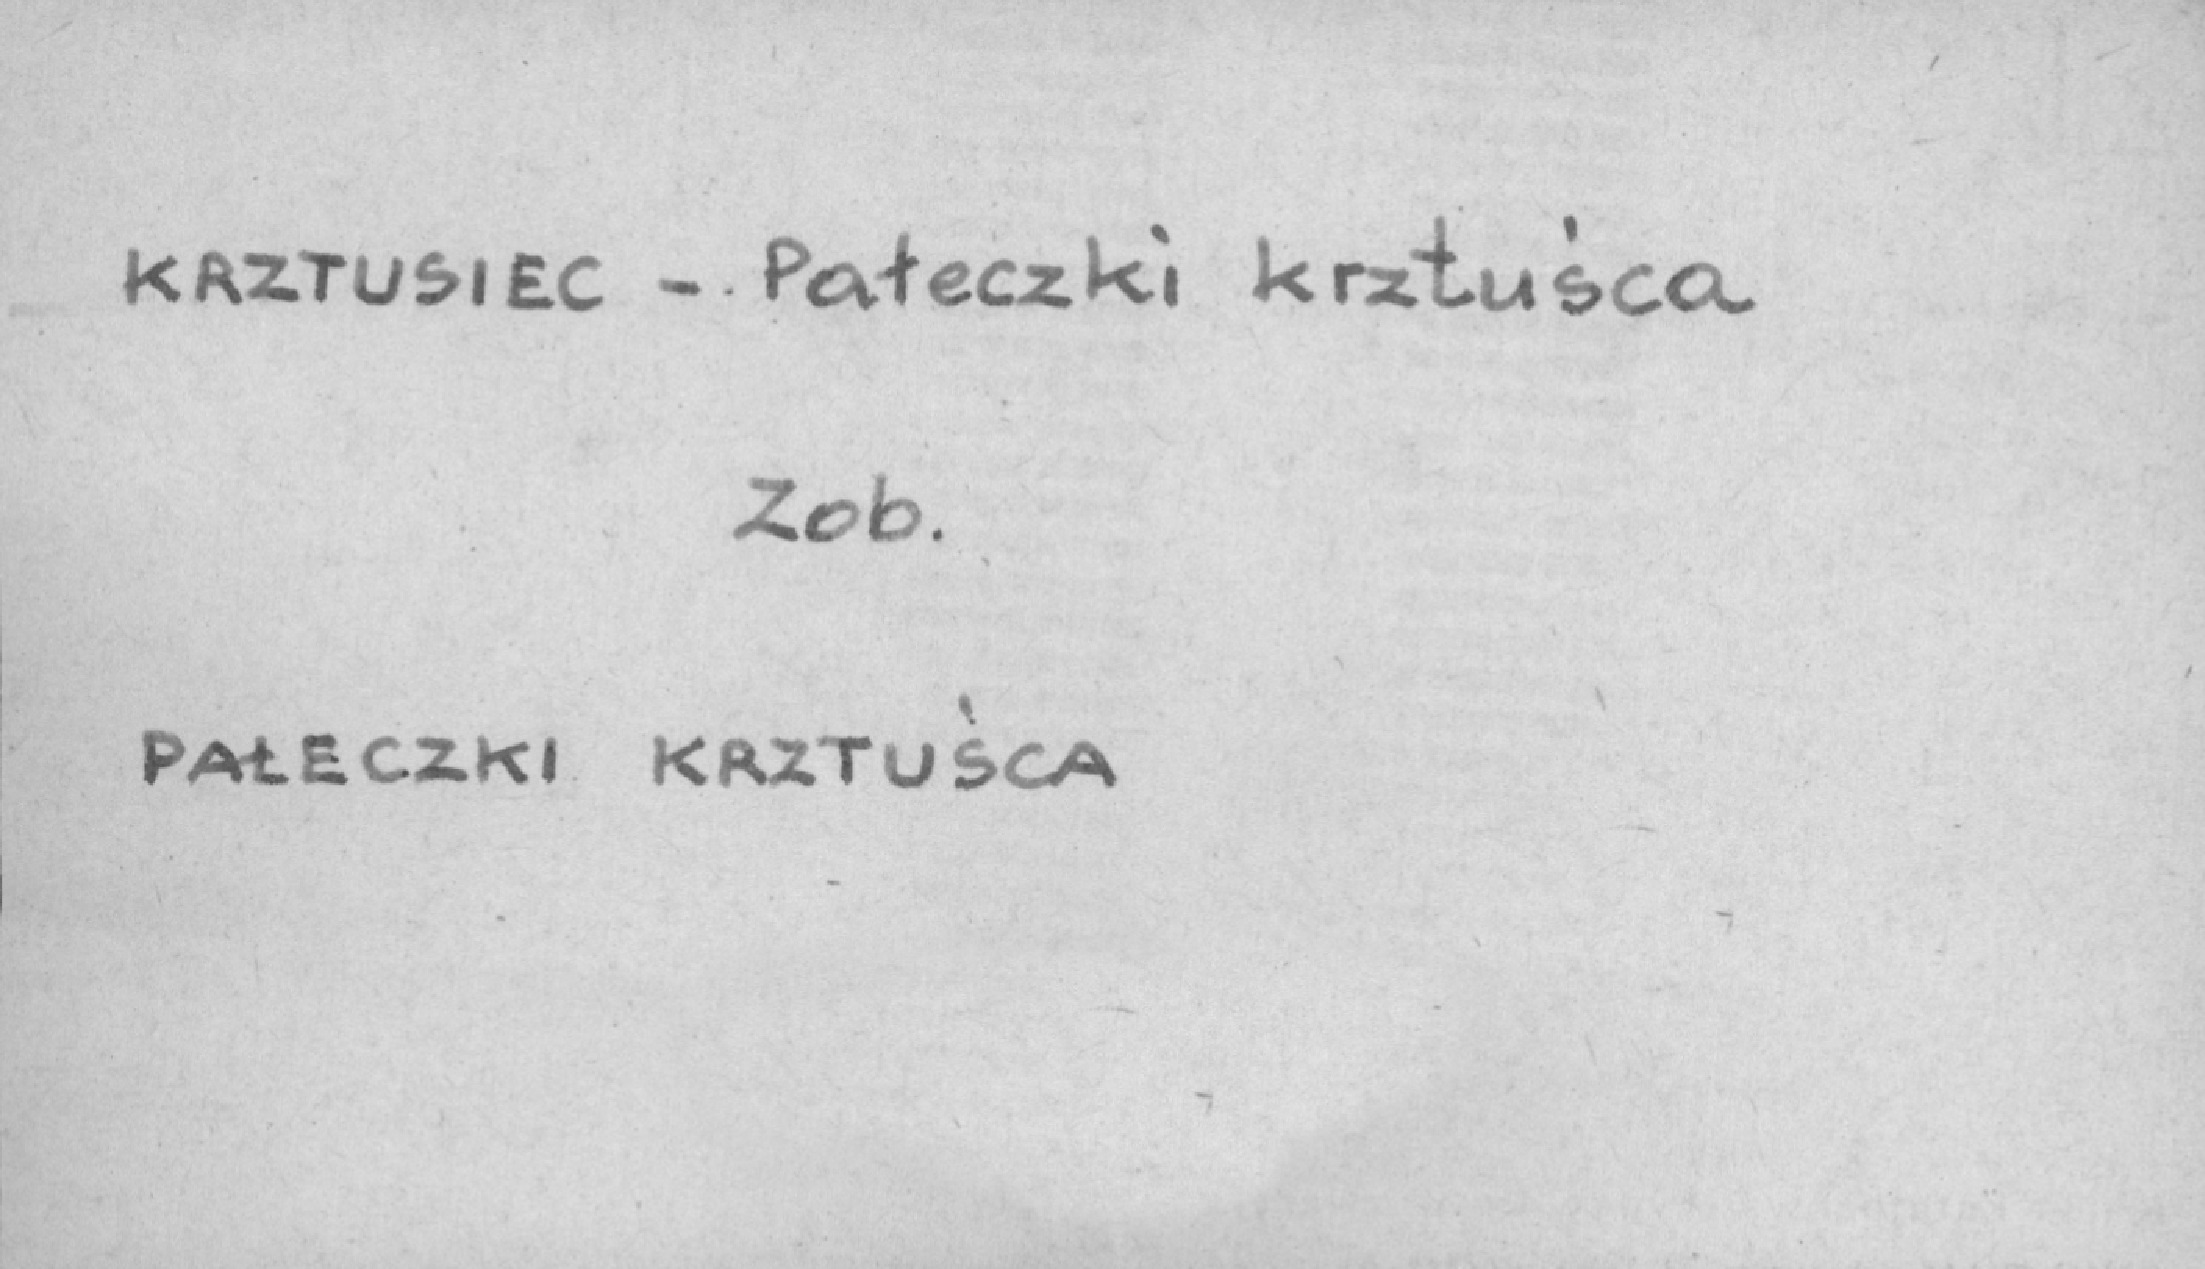 KRZTUSIEC - Pałeczki krztuśca
Zob.
PAŁECZKI KRZTUŚCA